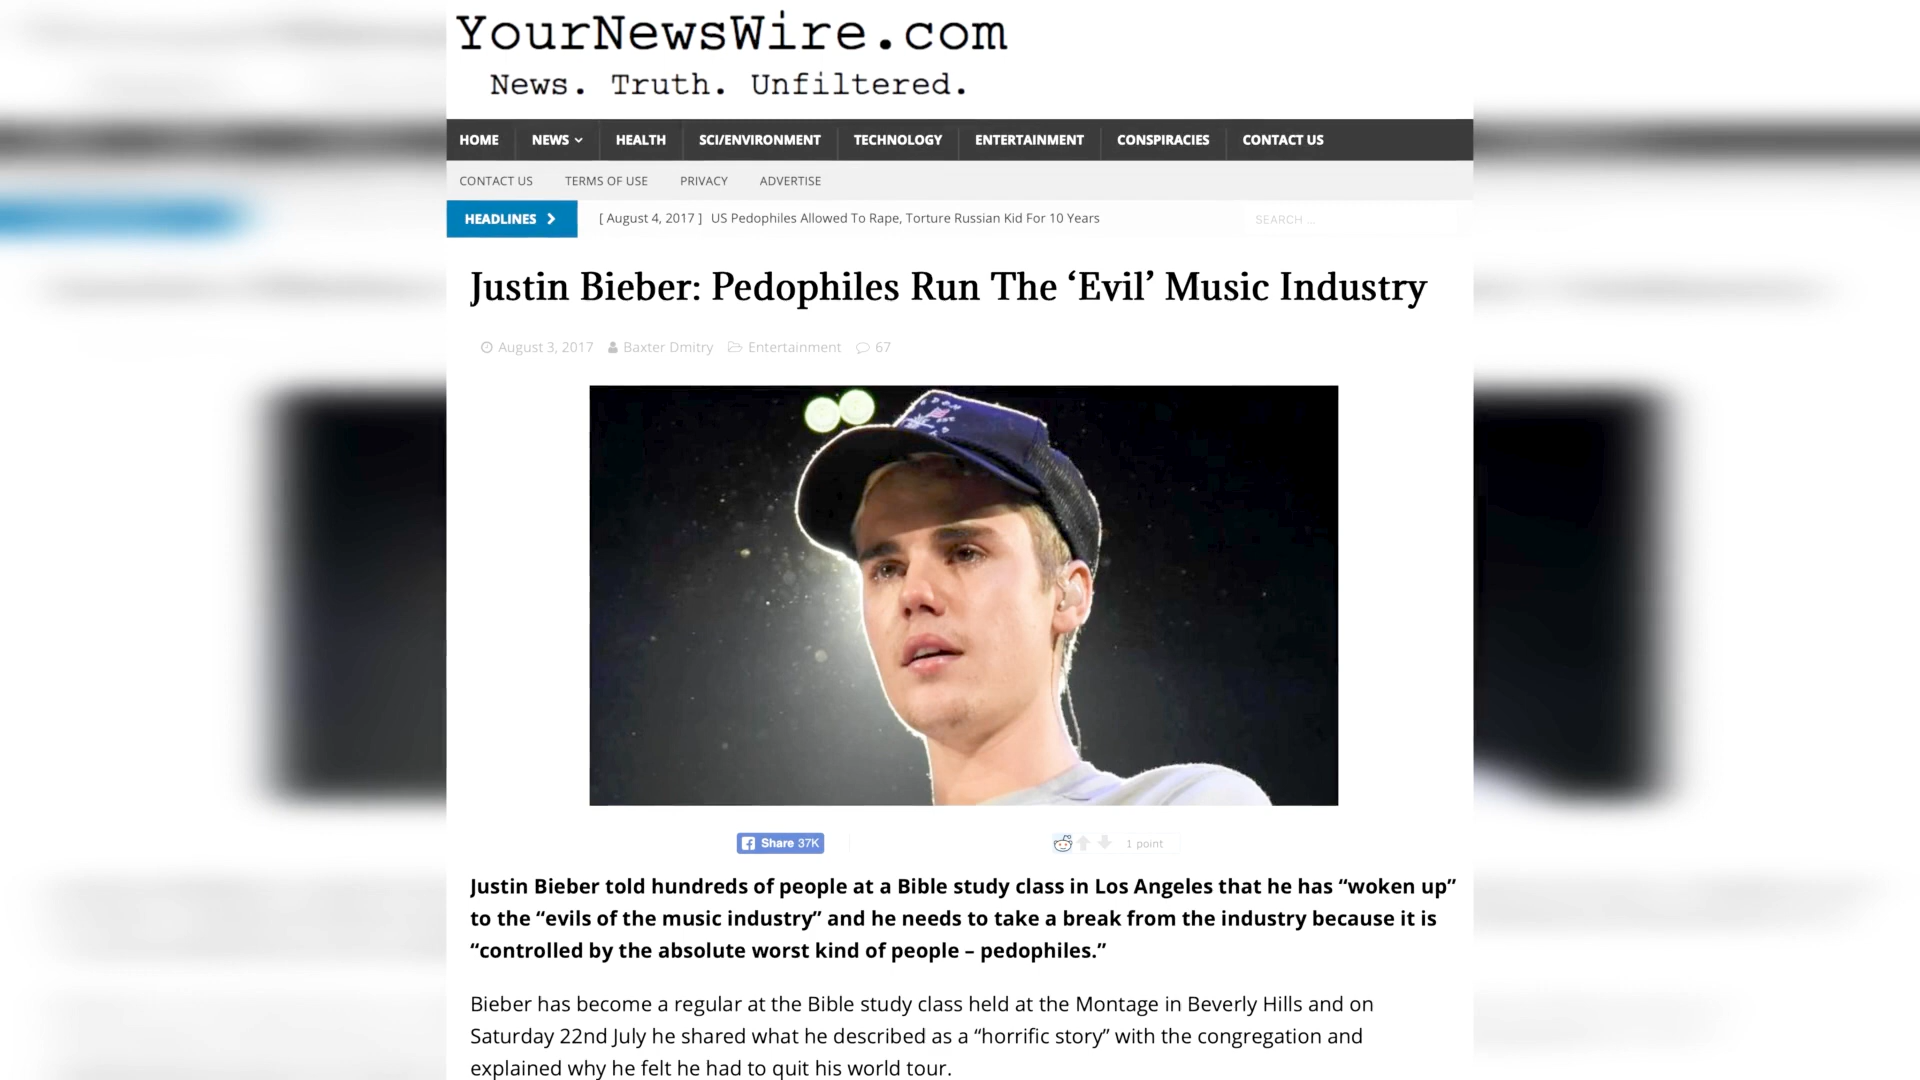 YourNewsWire.com
News. Truth. Unfiltered.
HOME NEWS HEALTH SCI/ENVIRONMENT TECHNOLOGY ENTERTAINMENT CONSPIRACIES CONTACT US
CONTACT US TERMS OF USE PRIVACY ADVERTISE
HEADLINES [ August 4, 2017 ] US Pedophiles Allowed To Rape, Torture Russian Kid For 10 Years SEARCH ...
Justin Bieber: Pedophiles Run The ‘Evil’ Music Industry
August 3, 2017 Baxter Dmitry Entertainment 67
Share 37K 1 point
Justin Bieber told hundreds of people at a Bible study class in Los Angeles that he has “woken up”
to the “evils of the music industry” and he needs to take a break from the industry because it is
“controlled by the absolute worst kind of people – pedophiles.”
Bieber has become a regular at the Bible study class held at the Montage in Beverly Hills and on
Saturday 22nd July he shared what he described as a “horrific story” with the congregation and
explained why he felt he had to quit his world tour.